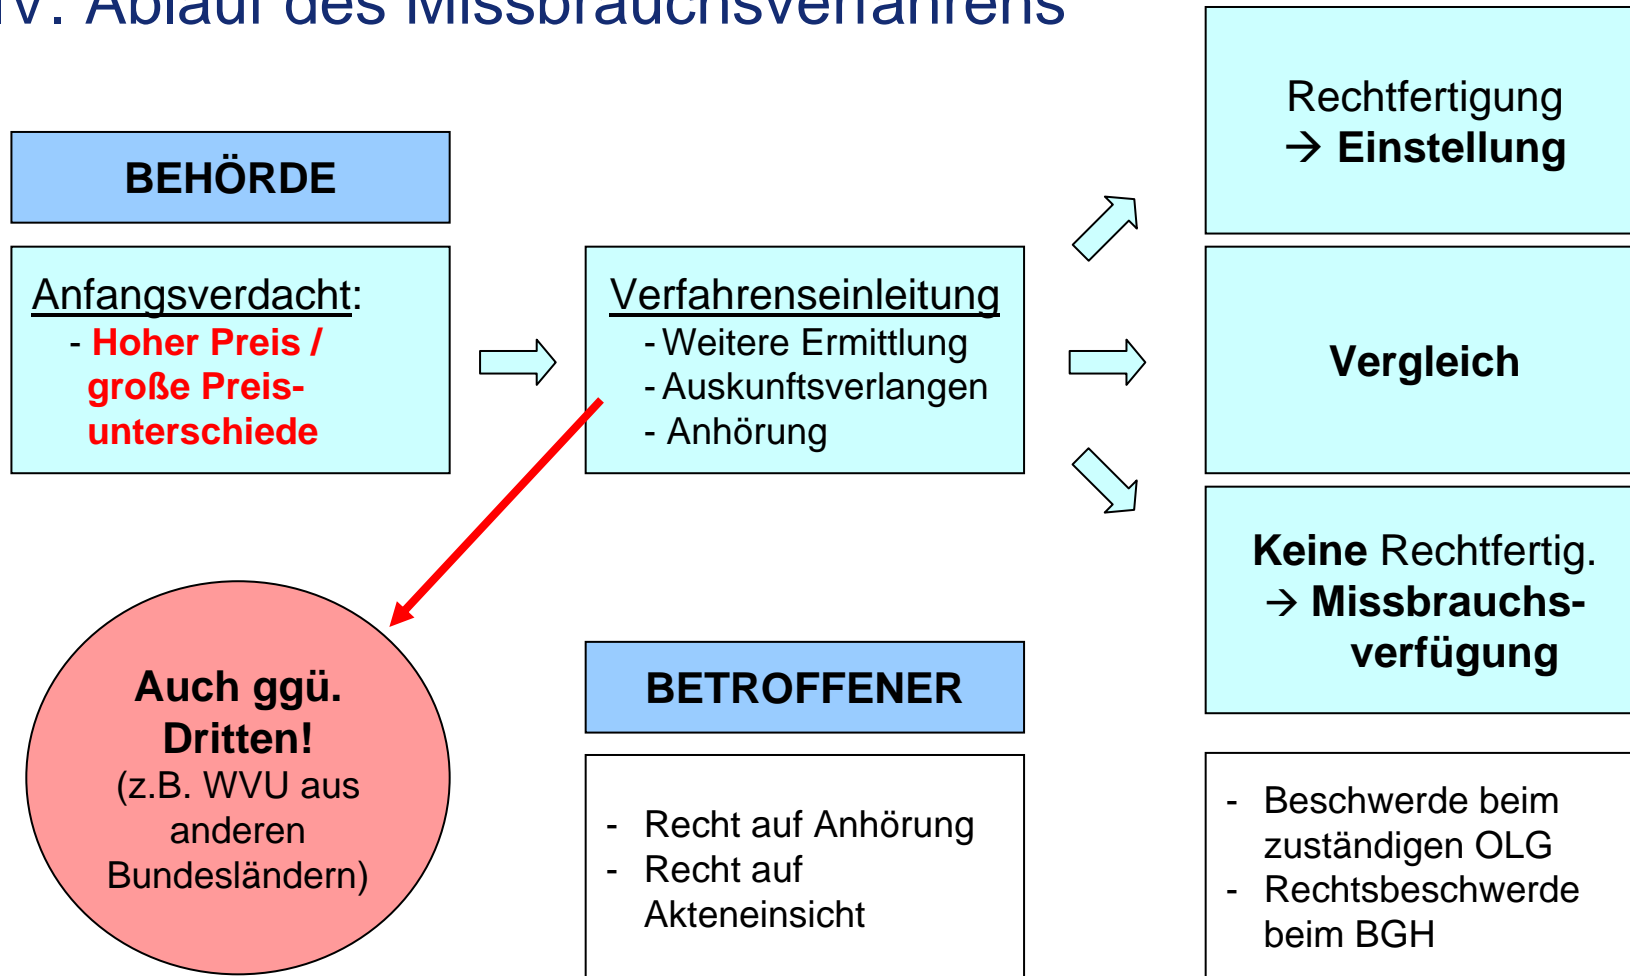 IV. Ablauf des Missbrauchsverfahrens
BEHÖRDE
Anfangsverdacht:
- Hoher Preis /
große Preis-
unterschiede
Verfahrenseinleitung
- Weitere Ermittlung
- Auskunftsverlangen
- Anhörung
Rechtfertigung
→ Einstellung
Vergleich
Keine Rechtfertig.
→ Missbrauchs-
verfügung
Auch ggü.
Dritten!
(z.B. WVU aus
anderen
Bundesländern)
BETROFFENER
- Recht auf Anhörung
- Recht auf
Akteneinsicht
- Beschwerde beim
zuständigen OLG
- Rechtsbeschwerde
beim BGH